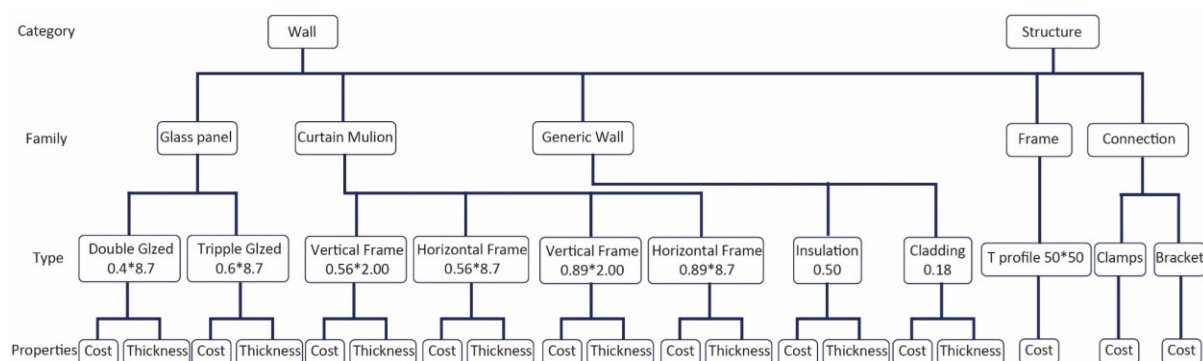 Category Wall Structure
Family Glass panel Curtain Mulion Generic Wall Frame Connection
Double Glzed Tripple Glzed Vertical Frame Horizontal Frame Vertical Frame Horizontal Frame Insulation Cladding
Type T profile 50*50 Clamps Bracket
0.4*8.7 0.6*8.7 0.56*2.00 0.56*8.7 0.89*2.00 0.89*8.7 0.50 0.18
Properties Cost Thickness Cost Thickness Cost Thickness Cost Thickness Cost Thickness Cost Thickness Cost Thickness Cost Thickness Cost Cost Cost